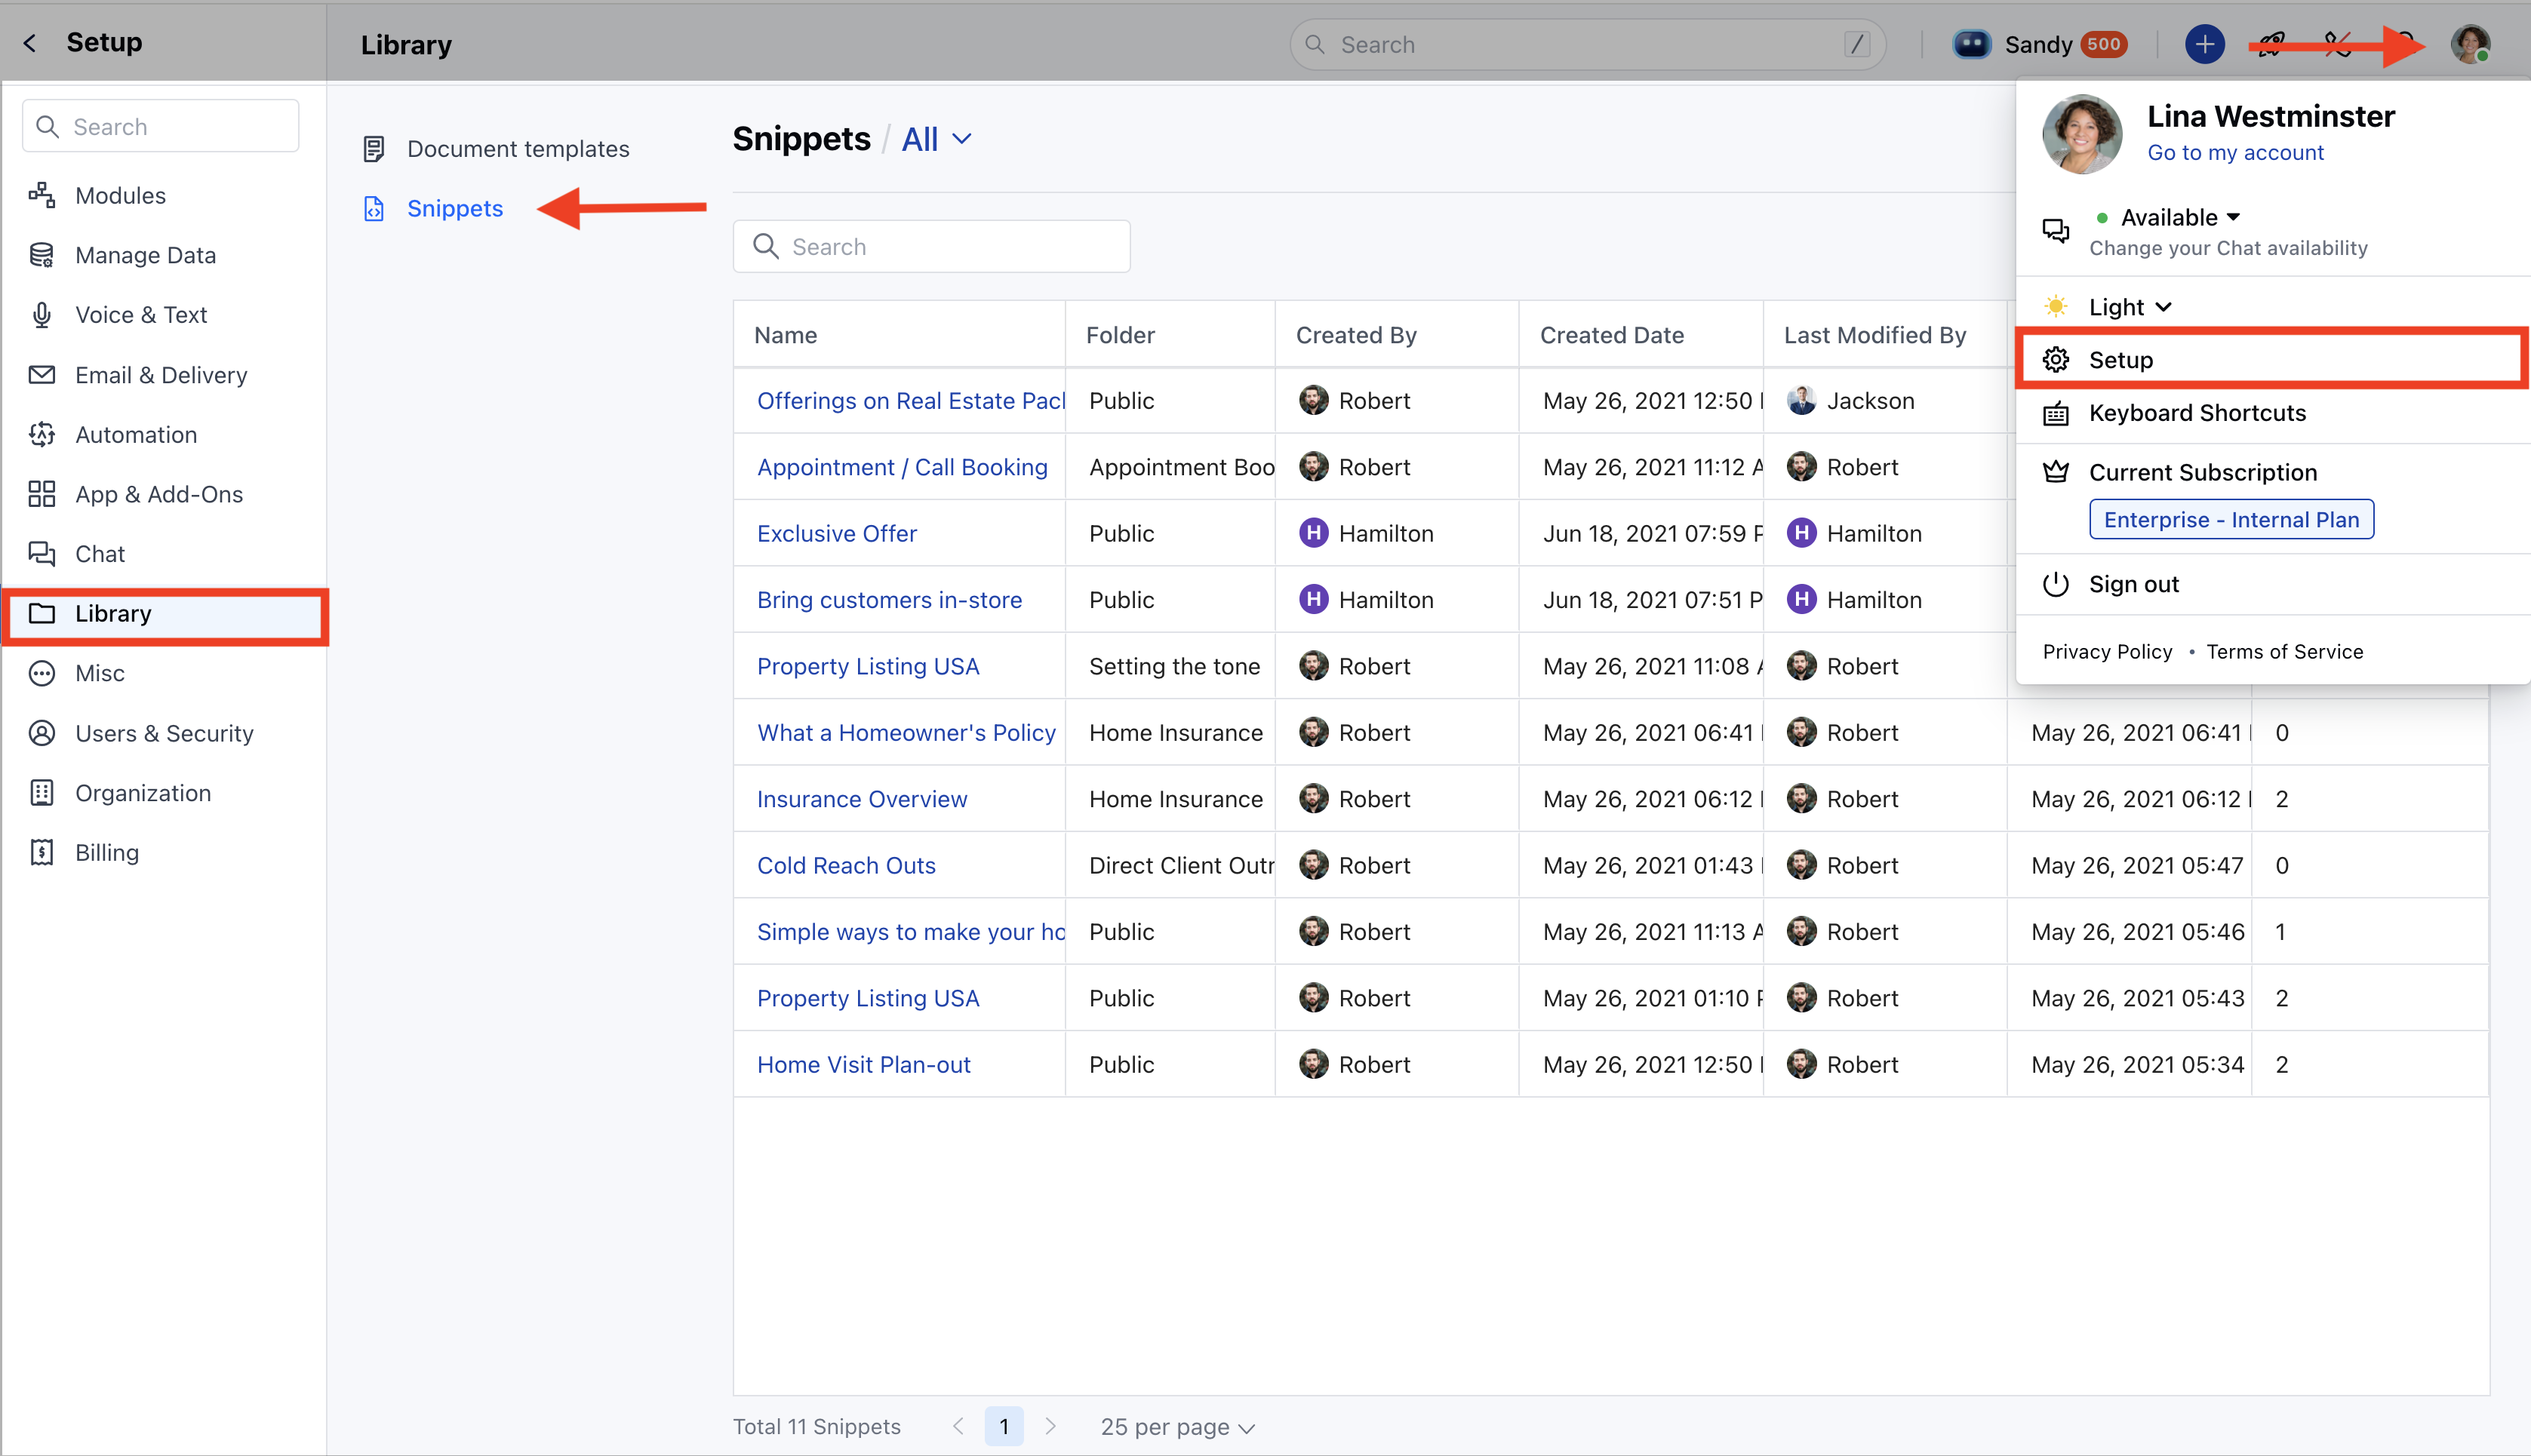 Setup
Library
Search
/
Sandy 500
Search
Modules
Manage Data
Voice & Text
Email & Delivery
Automation
App & Add-Ons
Chat
Library
Misc
Users & Security
Organization
Billing
Document templates
Snippets
Snippets / All
Search
Name Folder Created By Created Date Last Modified By
Offerings on Real Estate Public Robert May 26, 2021 12:50 Jackson
Appointment / Call Booking Appointment Robert May 26, 2021 11:12 Robert
Exclusive Offer Public H Hamilton Jun 18, 2021 07:59 H Hamilton
Bring customers in-store Public H Hamilton Jun 18, 2021 07:51 H Hamilton
Property Listing USA Setting the tone Robert May 26, 2021 11:08 Robert
What a Homeowner's Policy Home Insurance Robert May 26, 2021 06:41 Robert May 26, 2021 06:41 0
Insurance Overview Home Insurance Robert May 26, 2021 06:12 Robert May 26, 2021 06:12 2
Cold Reach Outs Direct Client Robert May 26, 2021 01:43 Robert May 26, 2021 05:47 0
Simple ways to make your Public Robert May 26, 2021 11:13 Robert May 26, 2021 05:46 1
Property Listing USA Public Robert May 26, 2021 01:10 Robert May 26, 2021 05:43 2
Home Visit Plan-out Public Robert May 26, 2021 12:50 Robert May 26, 2021 05:34 2
Total 11 Snippets 1 25 per page
Lina Westminster
Go to my account
Available
Change your Chat availability
Light
Setup
Keyboard Shortcuts
Current Subscription
Enterprise - Internal Plan
Sign out
Privacy Policy • Terms of Service